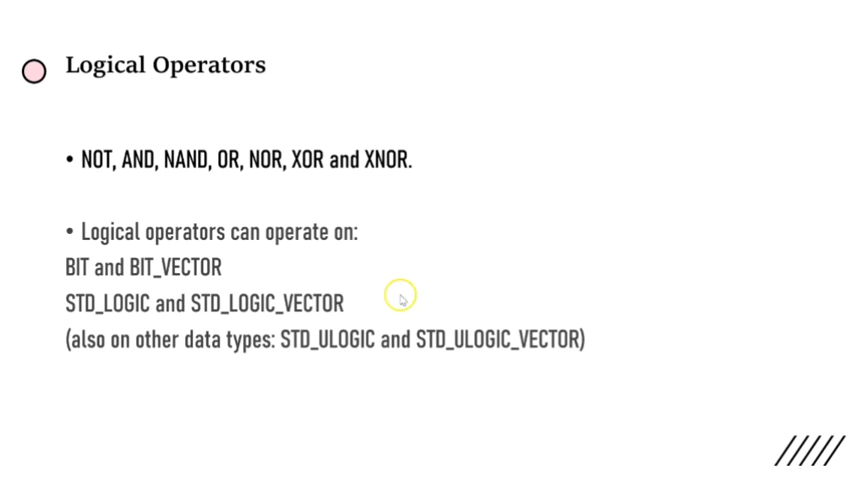 Logical Operators
• NOT, AND, NAND, OR, NOR, XOR and XNOR.
• Logical operators can operate on:
BIT and BIT_VECTOR
STD_LOGIC and STD_LOGIC_VECTOR
(also on other data types: STD_ULOGIC and STD_ULOGIC_VECTOR)